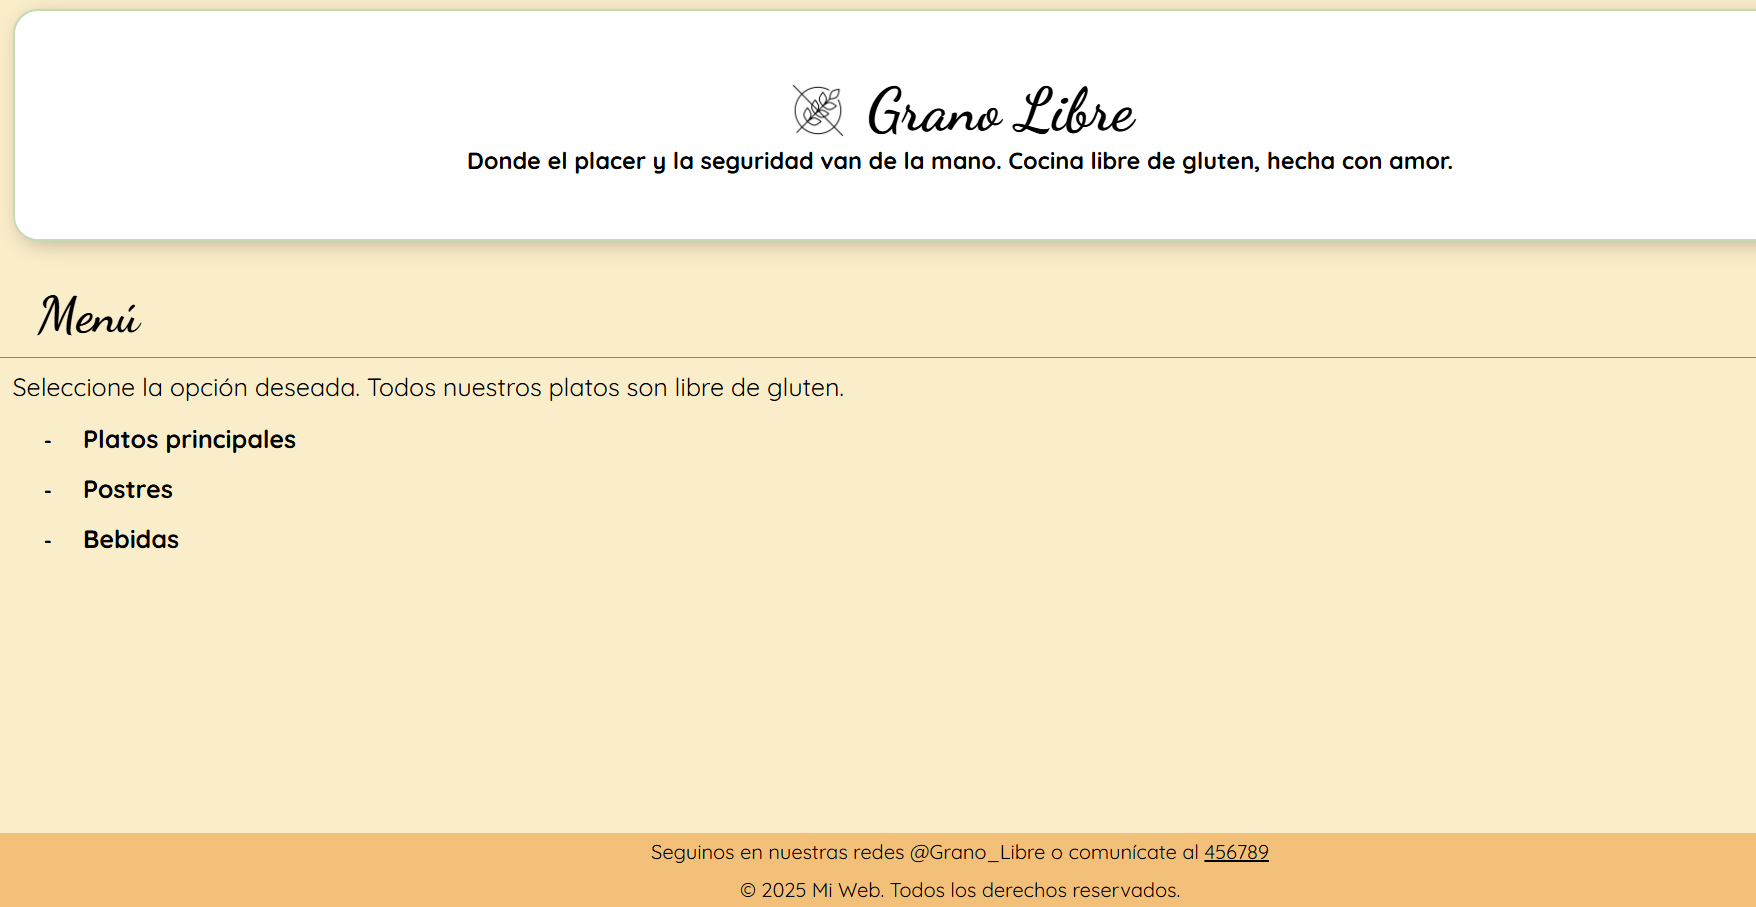 Grano Libre
Donde el placer y la seguridad van de la mano. Cocina libre de gluten, hecha con amor.
Menú
Seleccione la opción deseada. Todos nuestros platos son libre de gluten.
- Platos principales
- Postres
- Bebidas
Seguinos en nuestras redes @Grano_Libre o comunícate al 456789
© 2025 Mi Web. Todos los derechos reservados.